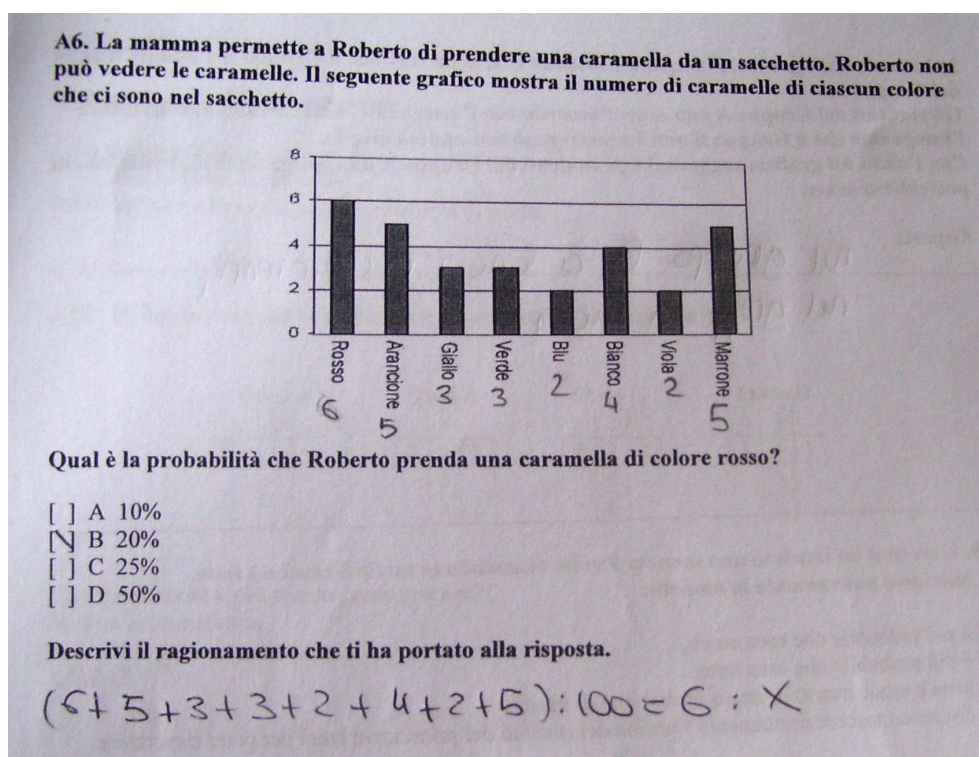 A6. La mamma permette a Roberto di prendere una caramella da un sacchetto. Roberto non
può vedere le caramelle. Il seguente grafico mostra il numero di caramelle di ciascun colore
che ci sono nel sacchetto.
8
6
4
2
0
Rosso Arancione Giallo Verde Blu Bianco Viola Marrone
6 5 3 3 2 4 2 5
Qual è la probabilità che Roberto prenda una caramella di colore rosso?
[ ] A 10%
[\] B 20%
[ ] C 25%
[ ] D 50%
Descrivi il ragionamento che ti ha portato alla risposta.
(6+5+3+3+2+4+2+5):100=6:X